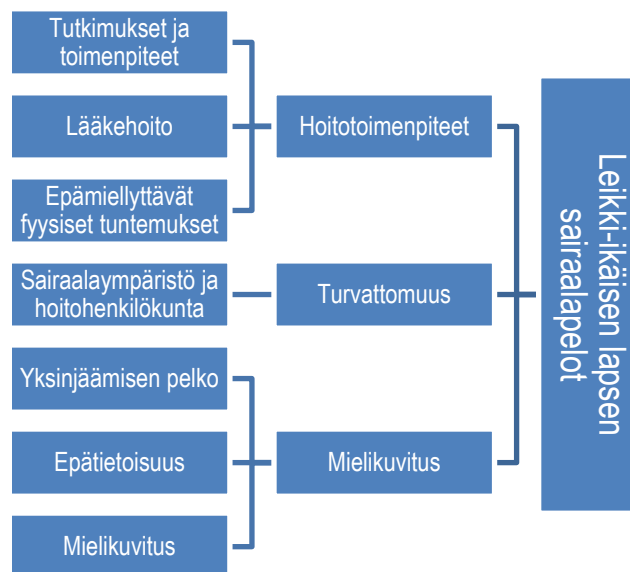 Tutkimukset ja
toimenpiteet
Lääkehoito
Epämiellyttävät
fyysiset tuntemukset
Sairaalaympäristö ja
hoitohenkilökunta
Yksinjäämisen pelko
Epätietoisuus
Mielikuvitus
Hoitotoimenpiteet
Turvattomuus
Mielikuvitus
Leikki-ikäisen lapsen
sairaalapelot